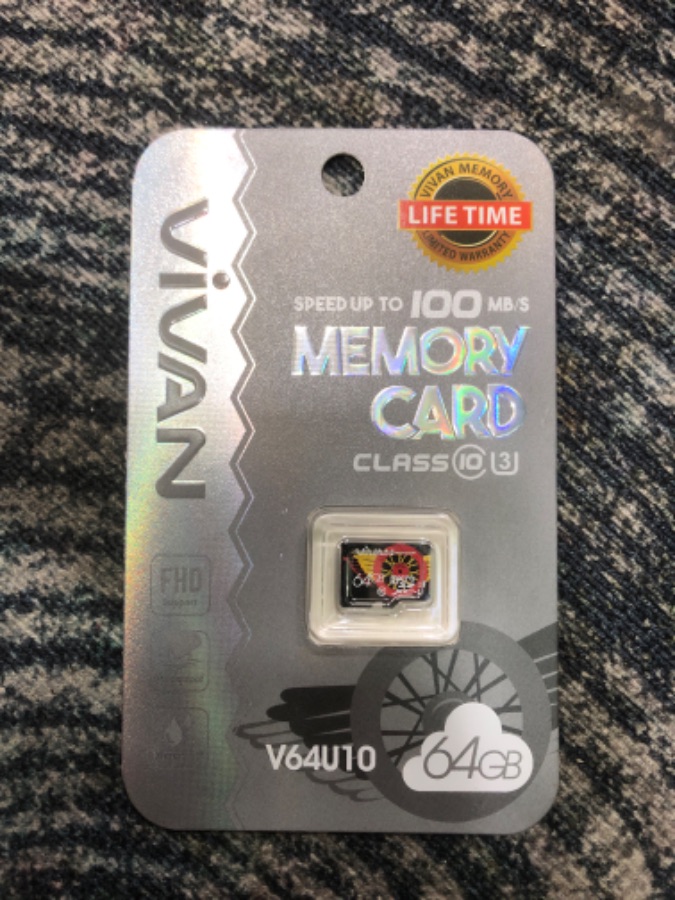 VIVAN MEMORY
LIFE TIME
LIMITED WARRANTY
VIVAN
SPEED UP TO 100 MB/S
MEMORY
CARD
CLASS 10 U3
FHD
64
V64U10
64GB